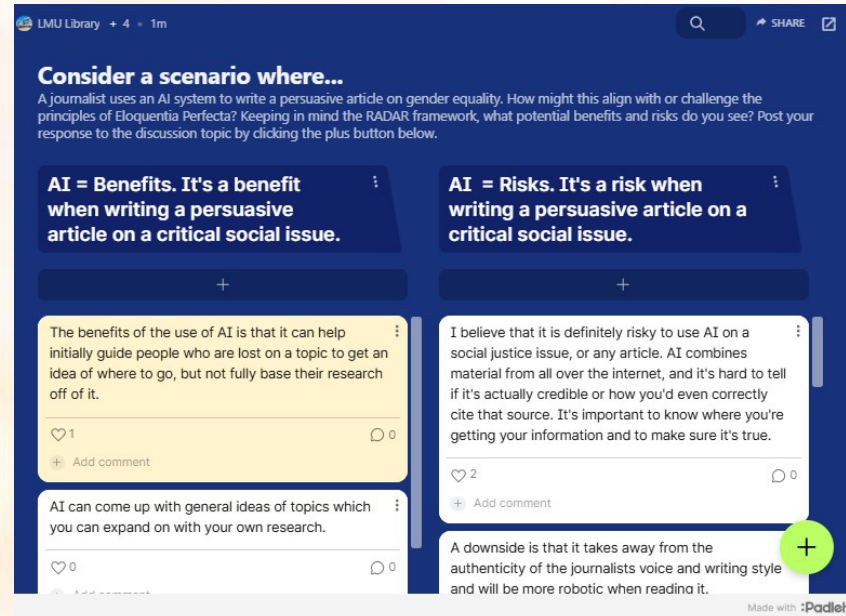 LMU Library + 4 • 1m
SHARE
Consider a scenario where...
A journalist uses an AI system to write a persuasive article on gender equality. How might this align with or challenge the
principles of Eloquentia Perfecta? Keeping in mind the RADAR framework, what potential benefits and risks do you see? Post your
response to the discussion topic by clicking the plus button below.
AI = Benefits. It's a benefit
when writing a persuasive
article on a critical social issue.
The benefits of the use of AI is that it can help
initially guide people who are lost on a topic to get an
idea of where to go, but not fully base their research
off of it.
1
0
Add comment
AI can come up with general ideas of topics which
you can expand on with your own research.
0
0
AI = Risks. It's a risk when
writing a persuasive article on a
critical social issue.
I believe that it is definitely risky to use AI on a
social justice issue, or any article. AI combines
material from all over the internet, and it's hard to tell
if it's actually credible or how you'd even correctly
cite that source. It's important to know where you're
getting your information and to make sure it's true.
2
0
Add comment
A downside is that it takes away from the
authenticity of the journalists voice and writing style
and will be more robotic when reading it.
Made with :Padlet